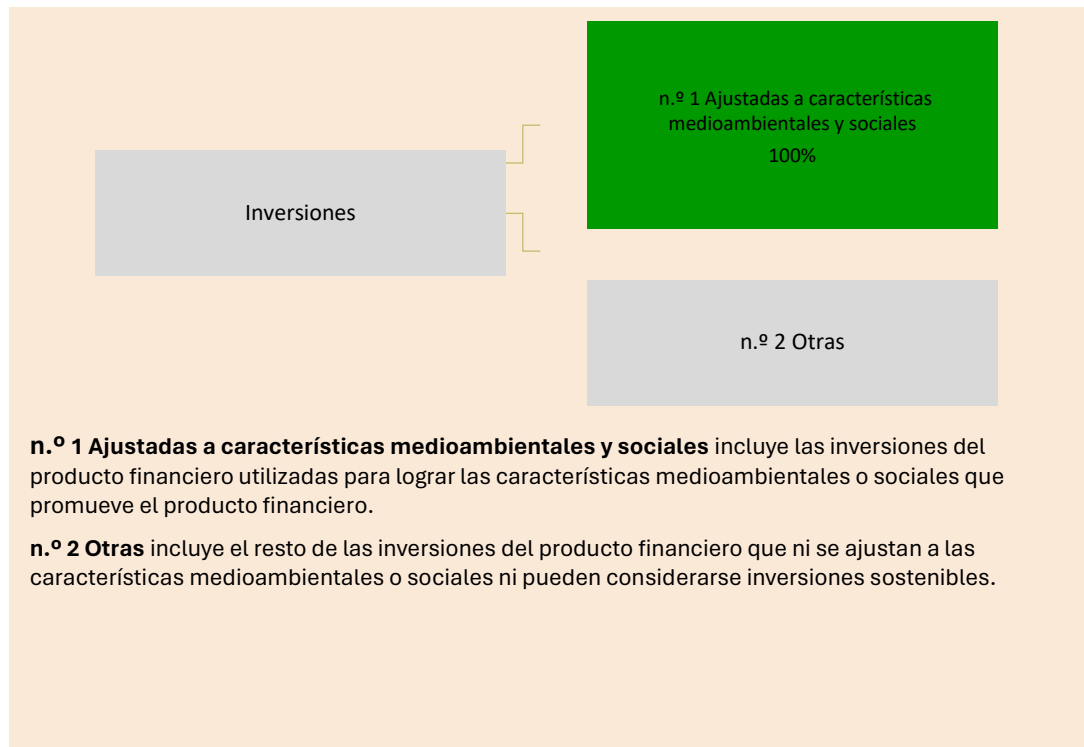 n.º 1 Ajustadas a características
medioambientales y sociales
100%
Inversiones
n.º 2 Otras
n.º 1 Ajustadas a características medioambientales y sociales incluye las inversiones del
producto financiero utilizadas para lograr las características medioambientales o sociales que
promueve el producto financiero.
n.º 2 Otras incluye el resto de las inversiones del producto financiero que ni se ajustan a las
características medioambientales o sociales ni pueden considerarse inversiones sostenibles.